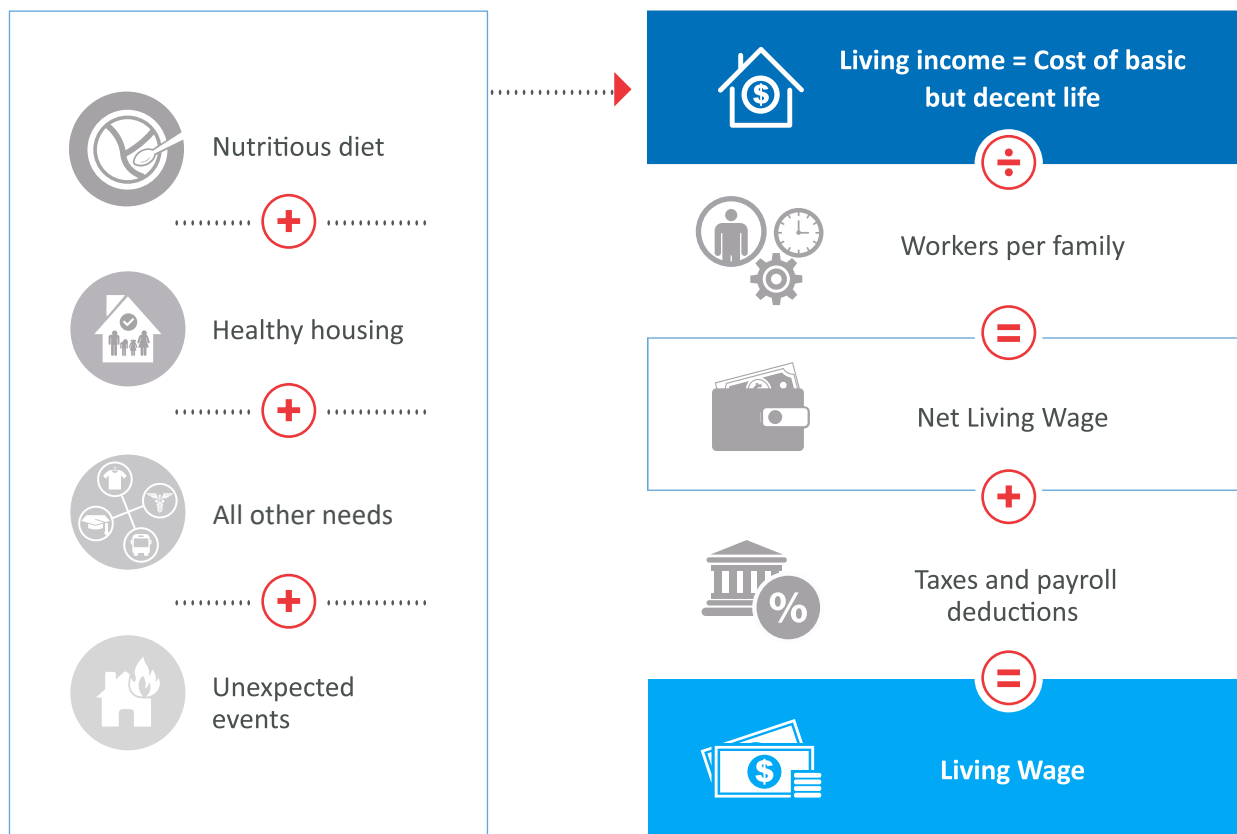 Nutritious diet
+
Healthy housing
+
All other needs
+
Unexpected
events
$
Living income = Cost of basic
but decent life
÷
Workers per family
=
Net Living Wage
+
%
Taxes and payroll
deductions
=
$
Living Wage